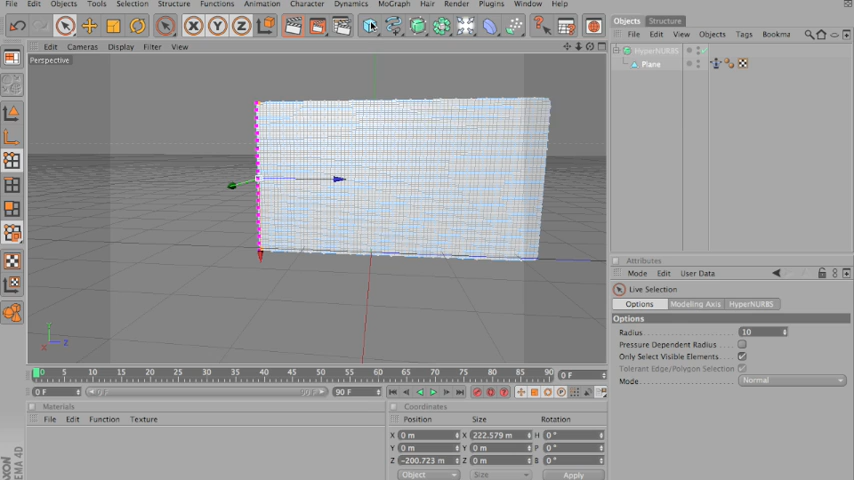 File Edit Objects Tools Selection Structure Functions Animation Character Dynamics MoGraph Hair Render Plugins Window Help
Objects Structure
File Edit View Objects Tags Bookma
Edit Cameras Display Filter View
Perspective
HyperNURBS
Plane
X Y Z
Y
X Z
Attributes
Mode Edit User Data
Live Selection
Options Modeling Axis HyperNURBS
Options
Radius 10
Pressure Dependent Radius
Only Select Visible Elements
Tolerant Edge/Polygon Selection
Mode Normal
0 5 10 15 20 25 30 35 40 45 50 55 60 65 70 75 80 85 90 0 F
0 F 0 F 90 F 90 F
Materials
File Edit Function Texture
Coordinates
Position Size Rotation
X 0 m X 222.579 m H 0 °
Y 0 m Y 0 m P 0 °
Z -200.723 m Z 0 m B 0 °
Object Size Apply
AXON
EMA 4D